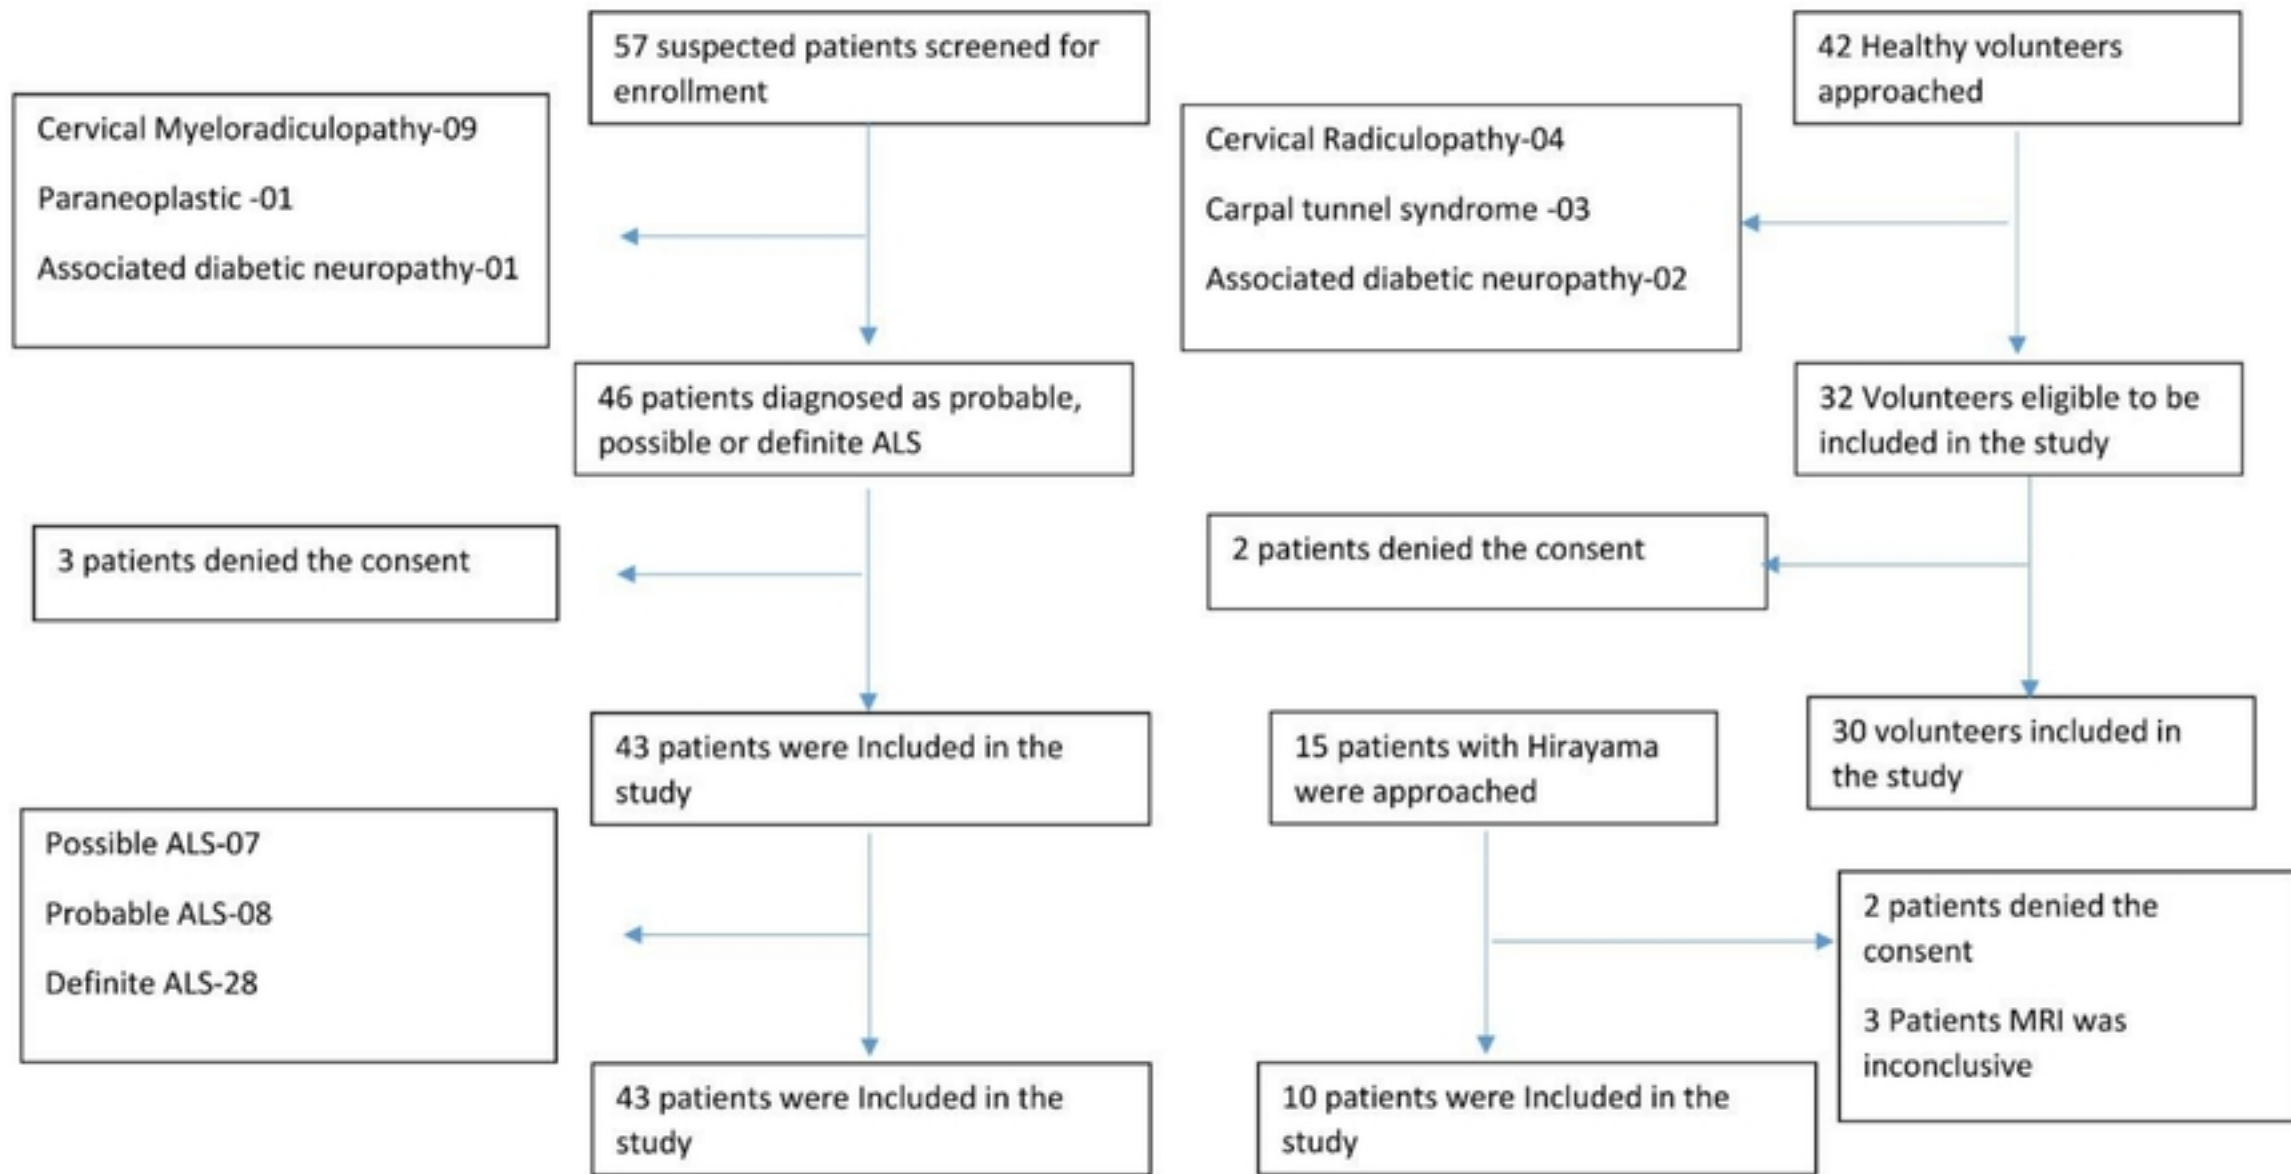 57 suspected patients screened for
enrollment
Cervical Myeloradiculopathy-09
Paraneoplastic -01
Associated diabetic neuropathy-01
46 patients diagnosed as probable,
possible or definite ALS
3 patients denied the consent
43 patients were Included in the
study
Possible ALS-07
Probable ALS-08
Definite ALS-28
43 patients were Included in the
study
42 Healthy volunteers
approached
Cervical Radiculopathy-04
Carpal tunnel syndrome -03
Associated diabetic neuropathy-02
32 Volunteers eligible to be
included in the study
2 patients denied the consent
30 volunteers included in
the study
15 patients with Hirayama
were approached
2 patients denied the
consent
3 Patients MRI was
inconclusive
10 patients were Included in the
study